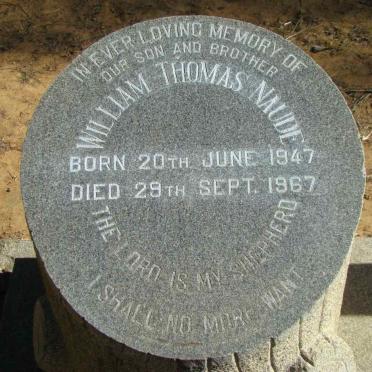 IN EVER LOVING MEMORY OF
OUR SON AND BROTHER
WILLIAM THOMAS NAUDE
BORN 20TH JUNE 1947
DIED 29TH SEPT. 1967
THE LORD IS MY SHEPHERD
I SHALL NO MORE WANT